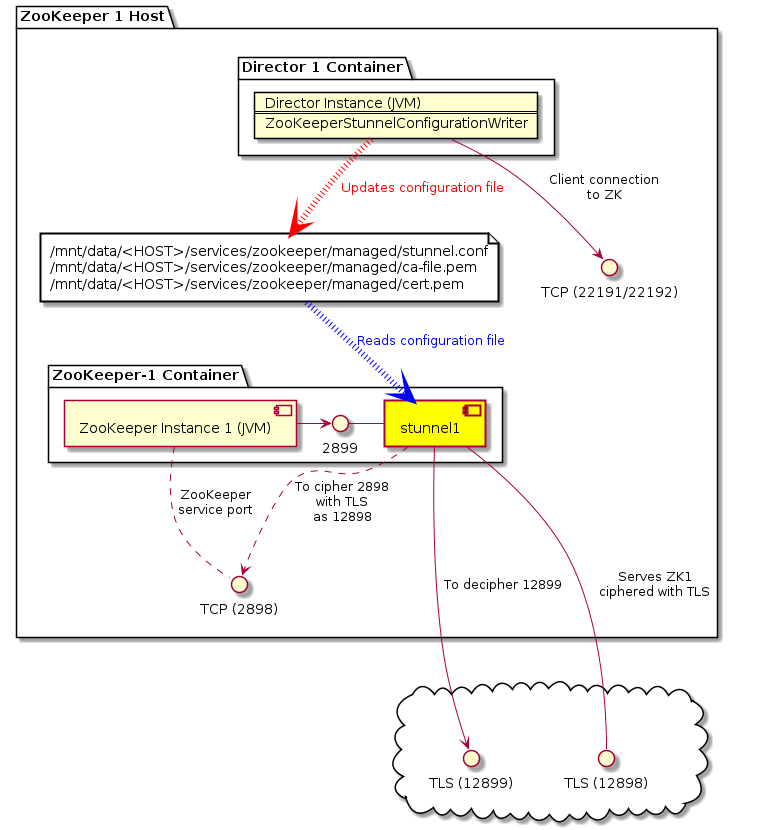 ZooKeeper 1 Host
Director 1 Container
Director Instance (JVM)
ZooKeeperStunnelConfigurationWriter
Updates configuration file
Client connection
to ZK
/mnt/data/<HOST>/services/zookeeper/managed/stunnel.conf
/mnt/data/<HOST>/services/zookeeper/managed/ca-file.pem
/mnt/data/<HOST>/services/zookeeper/managed/cert.pem
TCP (22191/22192)
Reads configuration file
ZooKeeper-1 Container
ZooKeeper Instance 1 (JVM)
2899
stunnel1
ZooKeeper
service port
To cipher 2898
with TLS
as 12898
TCP (2898)
To decipher 12899
Serves ZK1
ciphered with TLS
TLS (12899)
TLS (12898)